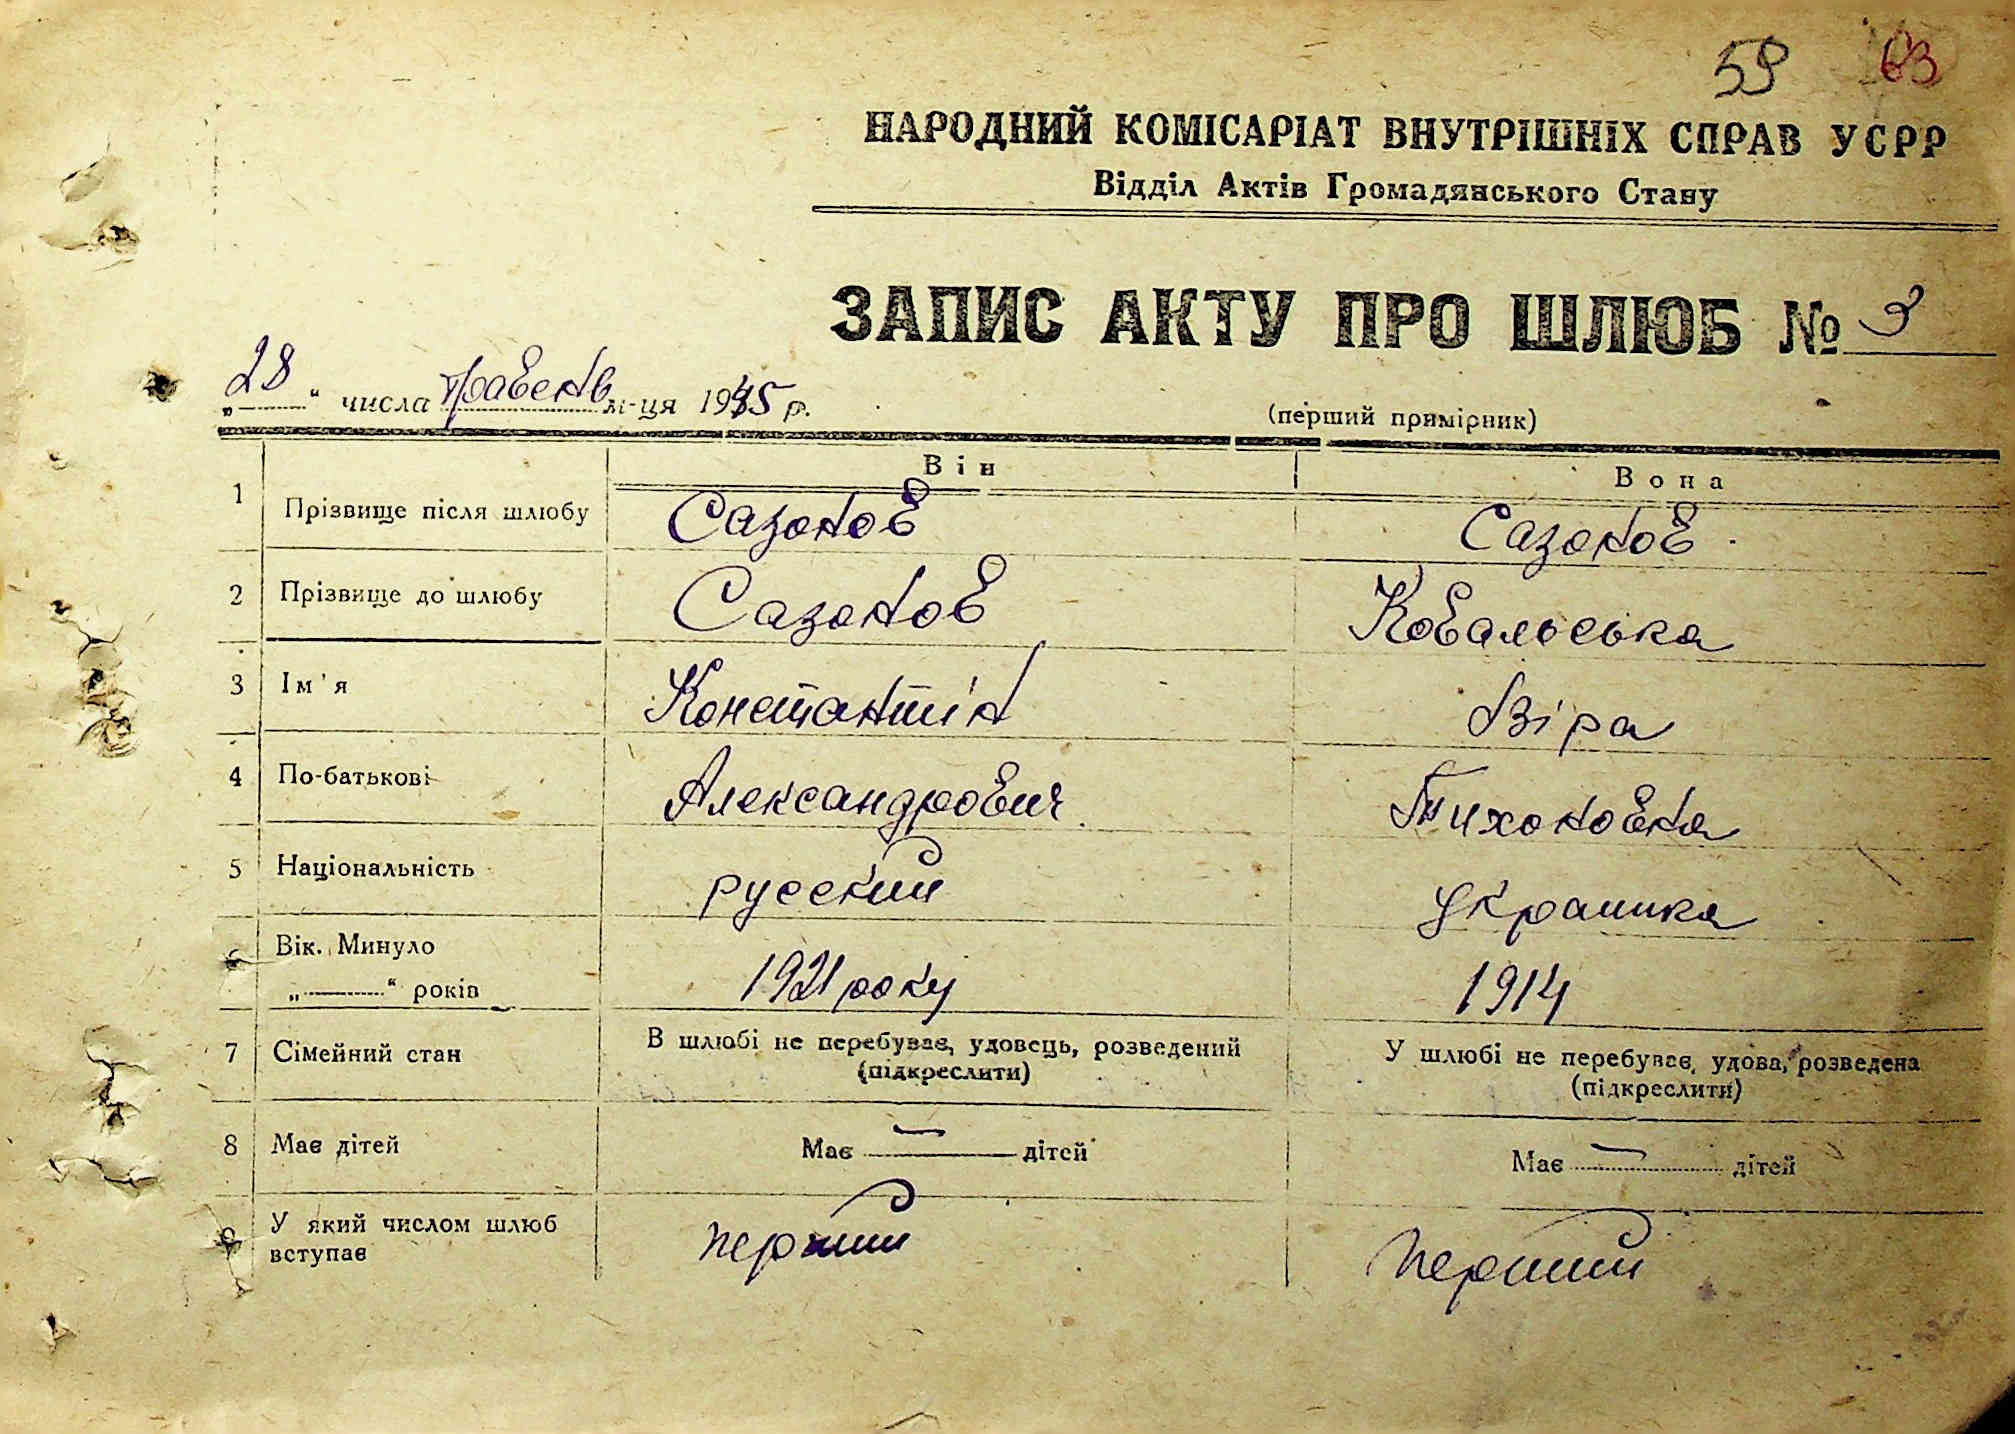 59 63
НАРОДНИЙ КОМІСАРІАТ ВНУТРІШНІХ СПРАВ УСРР
Відділ Актів Громадянського Стану
ЗАПИС АКТУ ПРО ШЛЮБ № 3
„28“ числа травень м-ця 1945 р.
(перший примірник)
Він Вона
1 Прізвище після шлюбу Сазонов Сазонов
2 Прізвище до шлюбу Сазонов Ковальська
3 Ім'я Константін Віра
4 По-батькові Александрович Тихоновна
5 Національність русский украинка
6 Вік. Минуло
„ “ років 1921 року 1914
7 Сімейний стан В шлюбі не перебуває, удовець, розведений У шлюбі не перебуває, удова, розведена
(підкреслити) (підкреслити)
8 Має дітей Має — дітей Має — дітей
9 У який числом шлюб
вступає перший перший